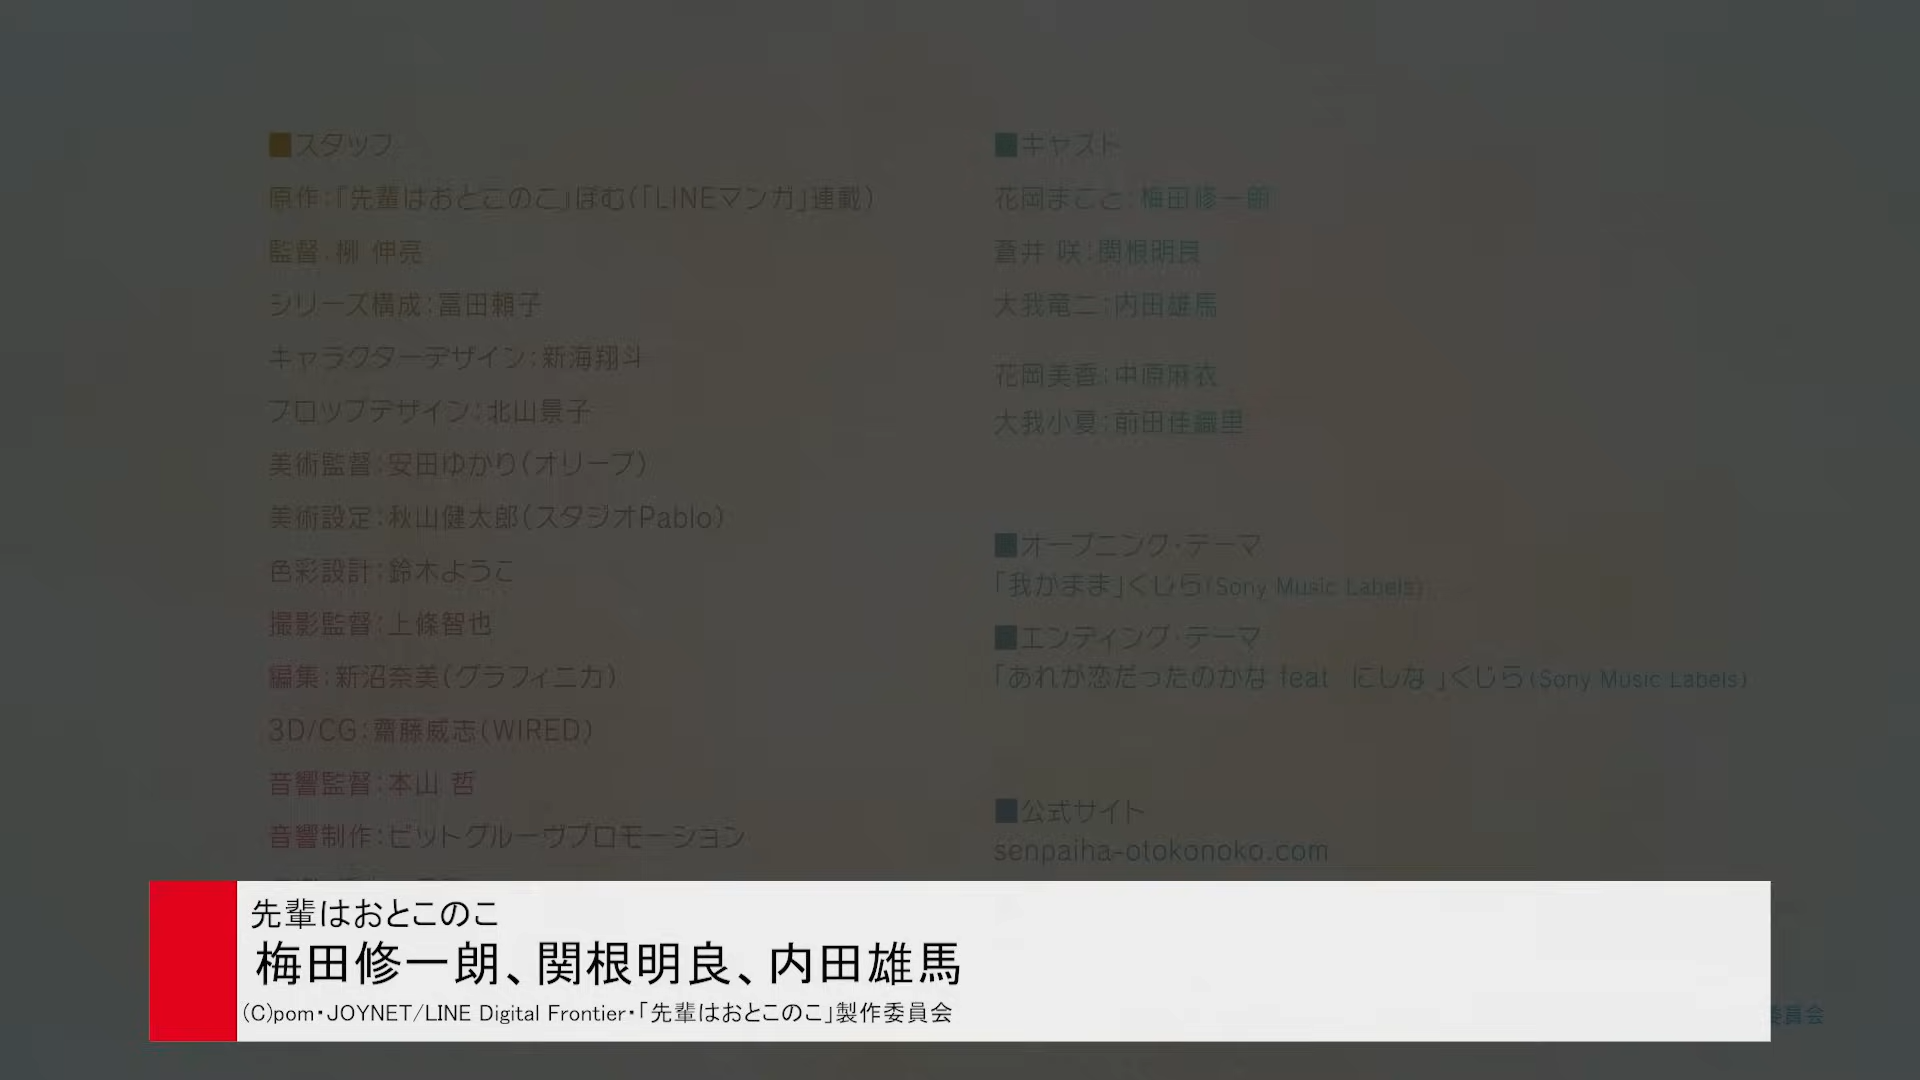 ■スタッフ
原作：『先輩はおとこのこ』ぽむ（「LINEマンガ」連載）
監督：柳 伸亮
シリーズ構成：冨田頼子
キャラクターデザイン：新海翔斗
プロップデザイン：北山景子
美術監督：安田ゆかり（オリーブ）
美術設定：秋山健太郎（スタジオPablo）
色彩設計：鈴木ようこ
撮影監督：上條智也
編集：新沼奈美（グラフィニカ）
3D/CG：齋藤威志（WIRED）
音響監督：本山 哲
音響制作：ビットグルーヴプロモーション
■キャスト
花岡まこと：梅田修一朗
蒼井 咲：関根明良
大我竜二：内田雄馬
花岡美香：中原麻衣
大我小夏：前田佳織里
■オープニング・テーマ
「我がまま」くじら（Sony Music Labels）
■エンディング・テーマ
「あれが恋だったのかな feat にしな 」くじら（Sony Music Labels）
■公式サイト
senpaiha-otokonoko.com
先輩はおとこのこ
梅田修一朗、関根明良、内田雄馬
(C)pom・JOYNET/LINE Digital Frontier・「先輩はおとこのこ」製作委員会
委員会